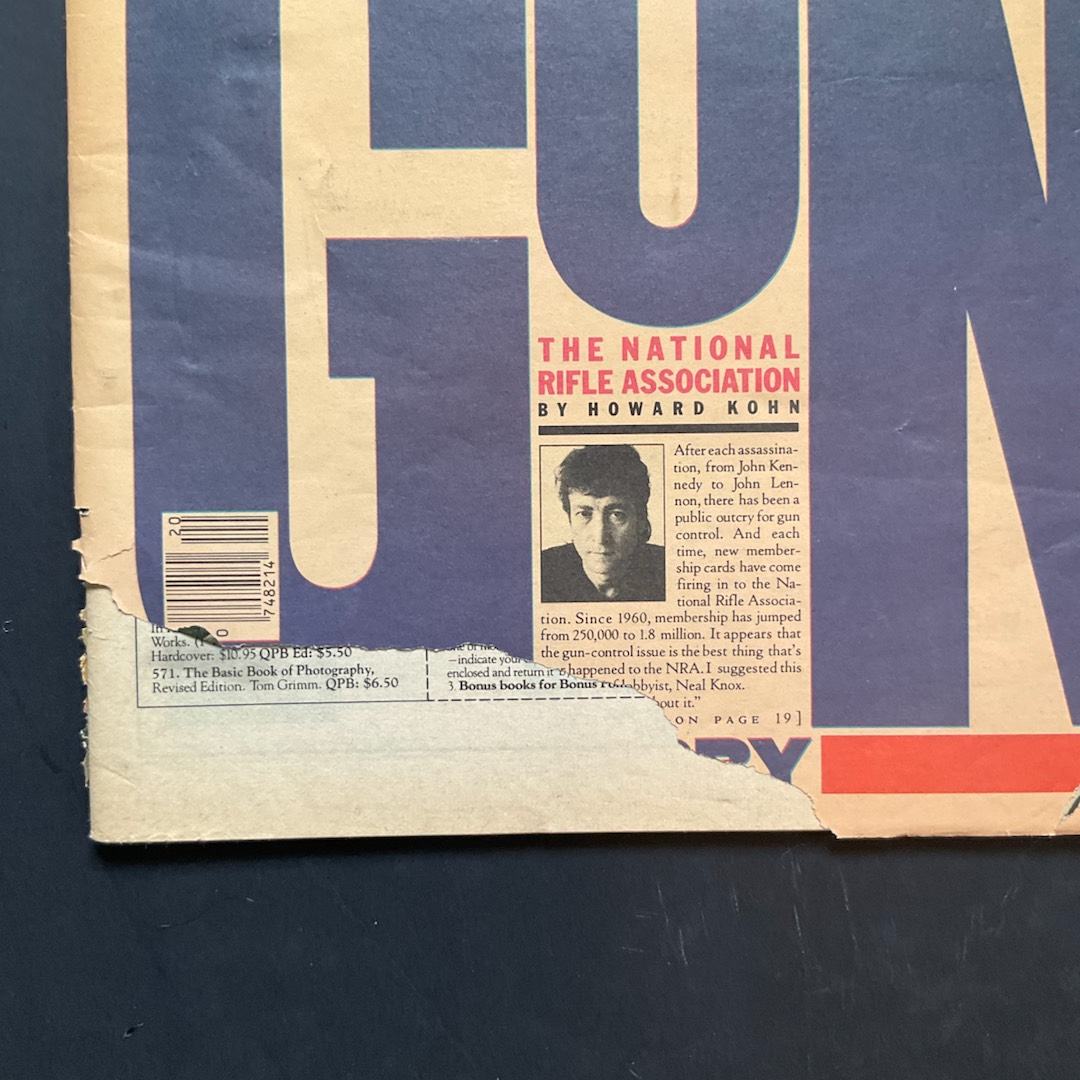 GUN
THE NATIONAL
RIFLE ASSOCIATION
BY HOWARD KOHN
After each assassina-
tion, from John Ken-
nedy to John Len-
non, there has been a
public outcry for gun
control. And each
time, new member-
ship cards have come
firing in to the Na-
tional Rifle Associa-
tion. Since 1960, membership has jumped
from 250,000 to 1.8 million. It appears that
the gun-control issue is the best thing that's
happened to the NRA. I suggested this
bbyist, Neal Knox.
out it."
ON PAGE 19]
RY
20
748214
0
Works.
Hardcover: $10.95 QPB Ed: $5.50
571. The Basic Book of Photography,
Revised Edition. Tom Grimm. QPB: $6.50
—indicate your
enclosed and return it
3. Bonus books for Bonus